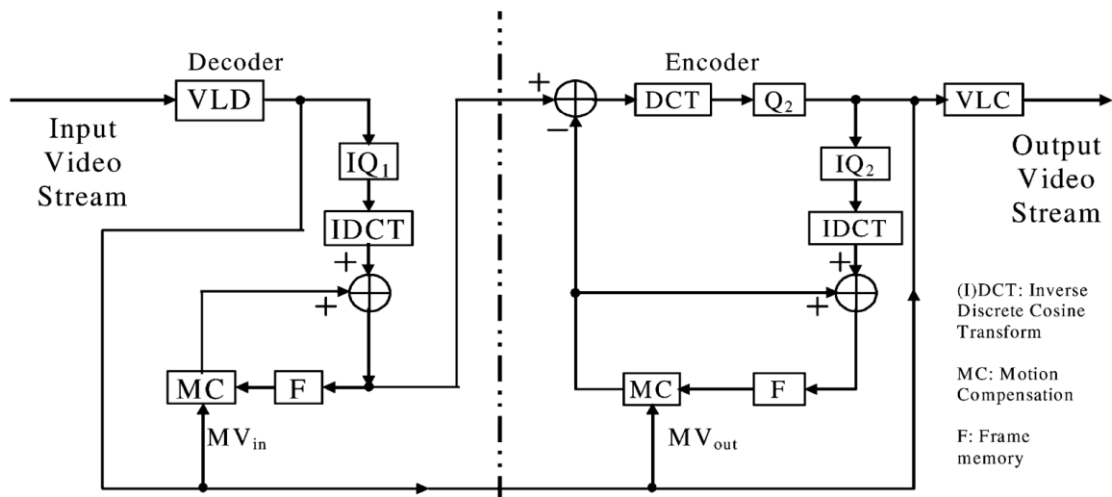 Decoder
Encoder
VLD
Input
Video
Stream
IQ1
IDCT
+
+
MC
F
MVin
+
−
DCT
Q2
VLC
Output
Video
Stream
IQ2
IDCT
+
+
MC
F
MVout
(I)DCT: Inverse
Discrete Cosine
Transform
MC: Motion
Compensation
F: Frame
memory